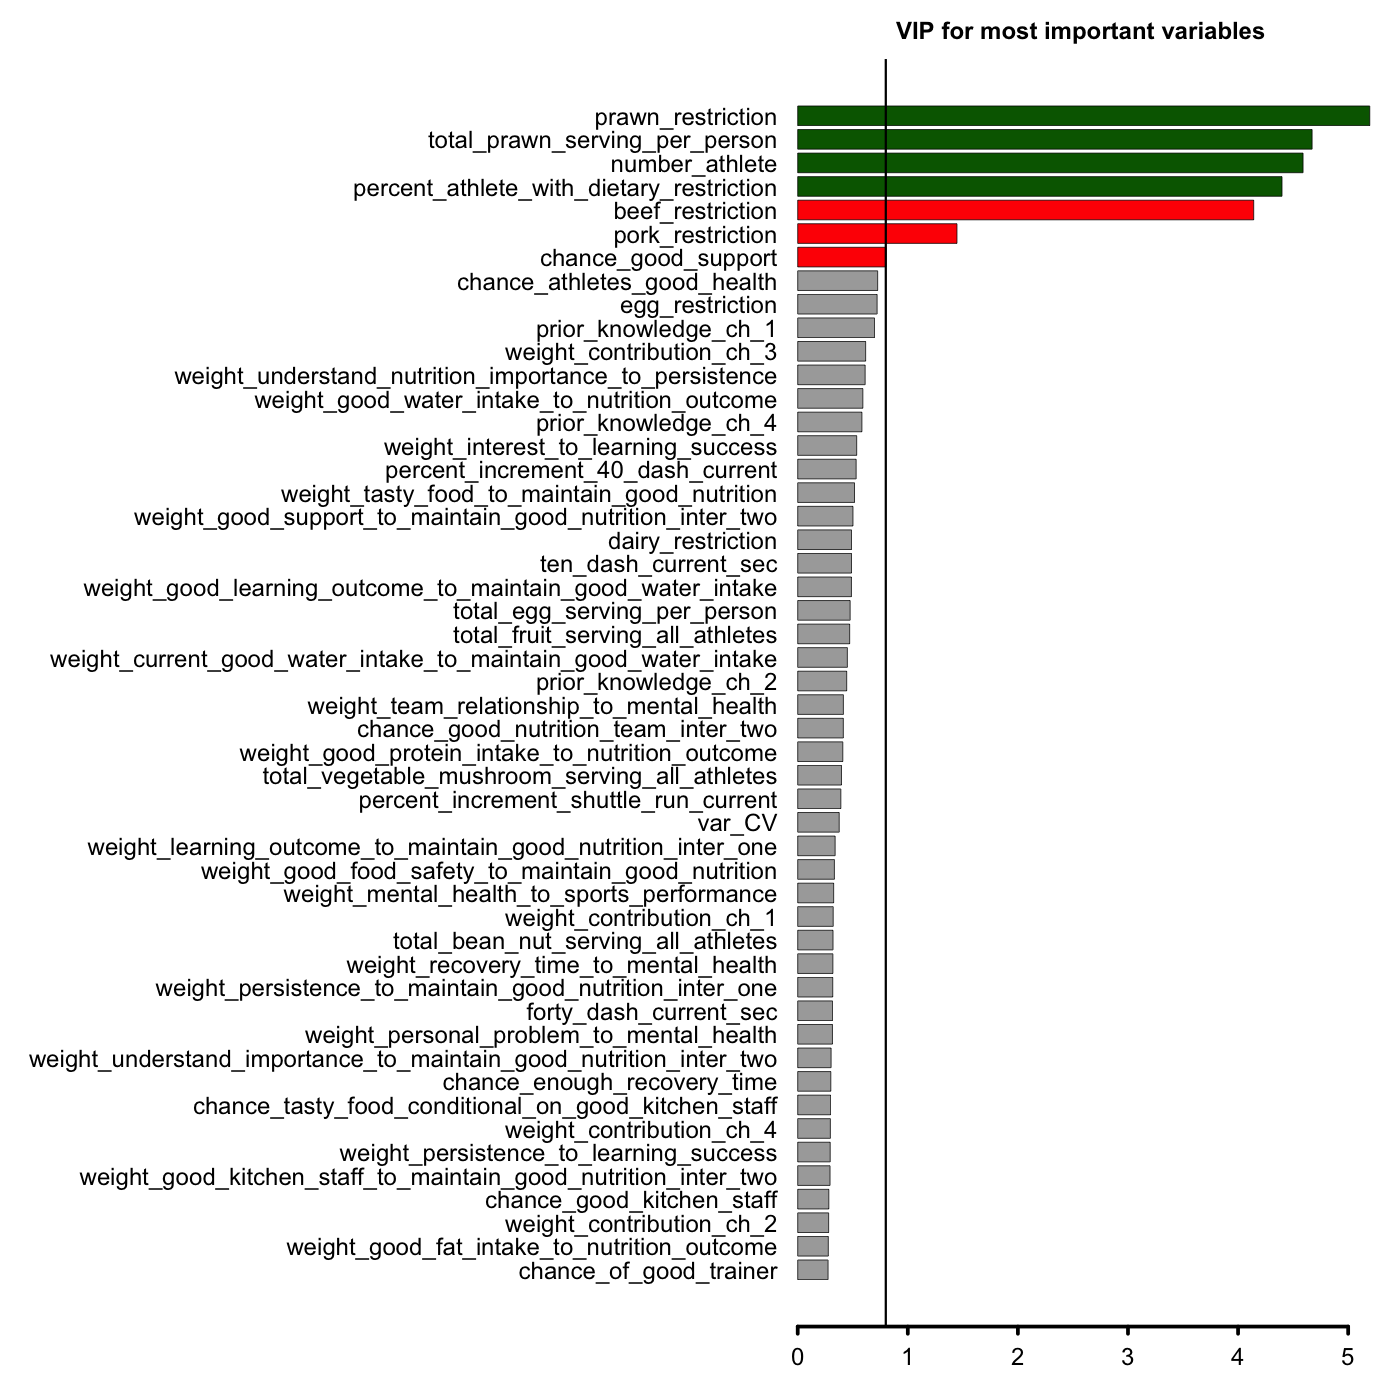 VIP for most important variables
prawn_restriction
total_prawn_serving_per_person
number_athlete
percent_athlete_with_dietary_restriction
beef_restriction
pork_restriction
chance_good_support
chance_athletes_good_health
egg_restriction
prior_knowledge_ch_1
weight_contribution_ch_3
weight_understand_nutrition_importance_to_persistence
weight_good_water_intake_to_nutrition_outcome
prior_knowledge_ch_4
weight_interest_to_learning_success
percent_increment_40_dash_current
weight_tasty_food_to_maintain_good_nutrition
weight_good_support_to_maintain_good_nutrition_inter_two
dairy_restriction
ten_dash_current_sec
weight_good_learning_outcome_to_maintain_good_water_intake
total_egg_serving_per_person
total_fruit_serving_all_athletes
weight_current_good_water_intake_to_maintain_good_water_intake
prior_knowledge_ch_2
weight_team_relationship_to_mental_health
chance_good_nutrition_team_inter_two
weight_good_protein_intake_to_nutrition_outcome
total_vegetable_mushroom_serving_all_athletes
percent_increment_shuttle_run_current
var_CV
weight_learning_outcome_to_maintain_good_nutrition_inter_one
weight_good_food_safety_to_maintain_good_nutrition
weight_mental_health_to_sports_performance
weight_contribution_ch_1
total_bean_nut_serving_all_athletes
weight_recovery_time_to_mental_health
weight_persistence_to_maintain_good_nutrition_inter_one
forty_dash_current_sec
weight_personal_problem_to_mental_health
weight_understand_importance_to_maintain_good_nutrition_inter_two
chance_enough_recovery_time
chance_tasty_food_conditional_on_good_kitchen_staff
weight_contribution_ch_4
weight_persistence_to_learning_success
weight_good_kitchen_staff_to_maintain_good_nutrition_inter_two
chance_good_kitchen_staff
weight_contribution_ch_2
weight_good_fat_intake_to_nutrition_outcome
chance_of_good_trainer
0 1 2 3 4 5